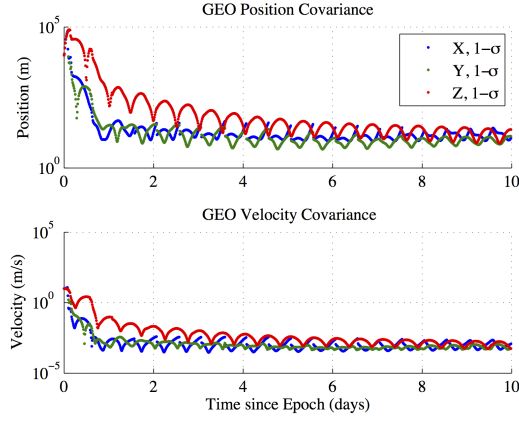 GEO Position Covariance
Position (m)
10^5
10^0
X, 1-σ
Y, 1-σ
Z, 1-σ
0 2 4 6 8 10
GEO Velocity Covariance
Velocity (m/s)
10^5
10^0
10^-5
0 2 4 6 8 10
Time since Epoch (days)